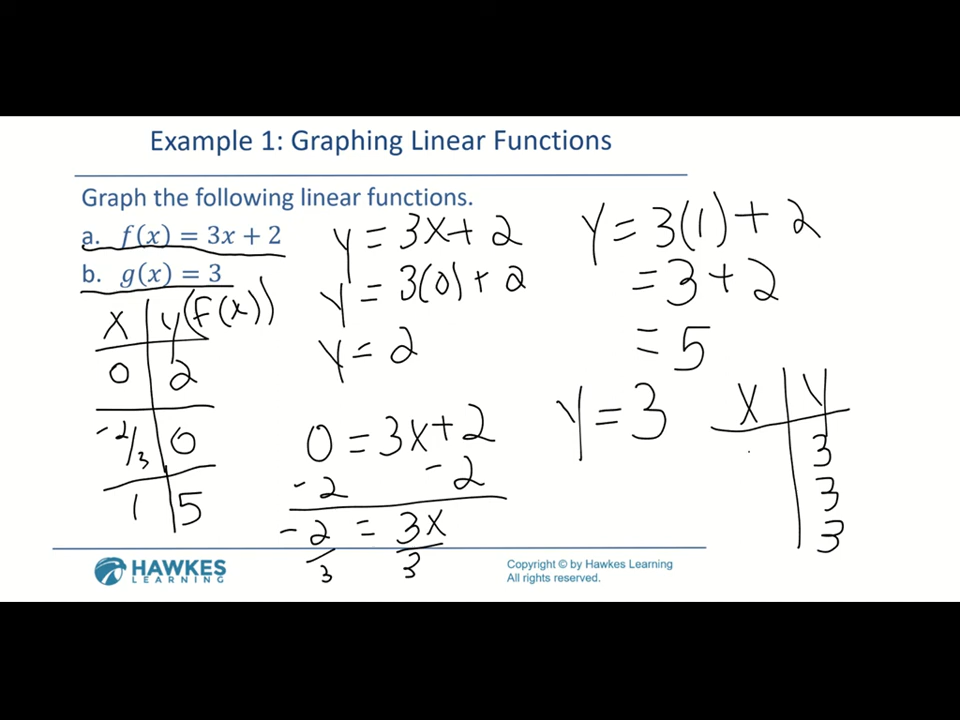 Example 1: Graphing Linear Functions
Graph the following linear functions.
a. f(x) = 3x + 2
b. g(x) = 3
x | y(f(x))
0 | 2
-2/3 | 0
1 | 5
y = 3x + 2
y = 3(0) + 2
y = 2
0 = 3x + 2
-2 -2
-2/3 = 3x/3
y = 3(1) + 2
= 3 + 2
= 5
y = 3
x | y
3
3
3
HAWKES
LEARNING
Copyright © by Hawkes Learning
All rights reserved.